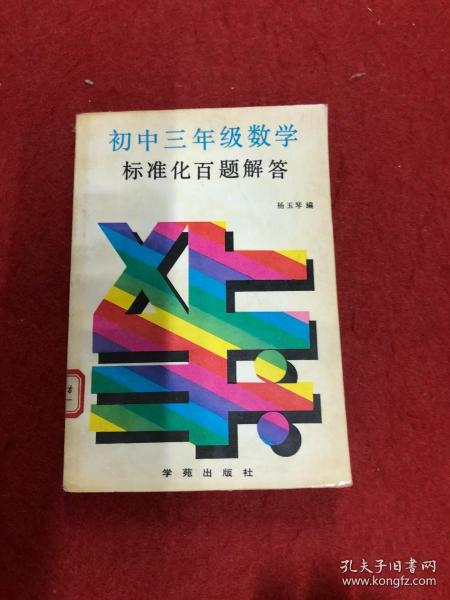 初中三年级数学
标准化百题解答
杨玉琴 编
学苑出版社
孔夫子旧书网
www.kongfz.com